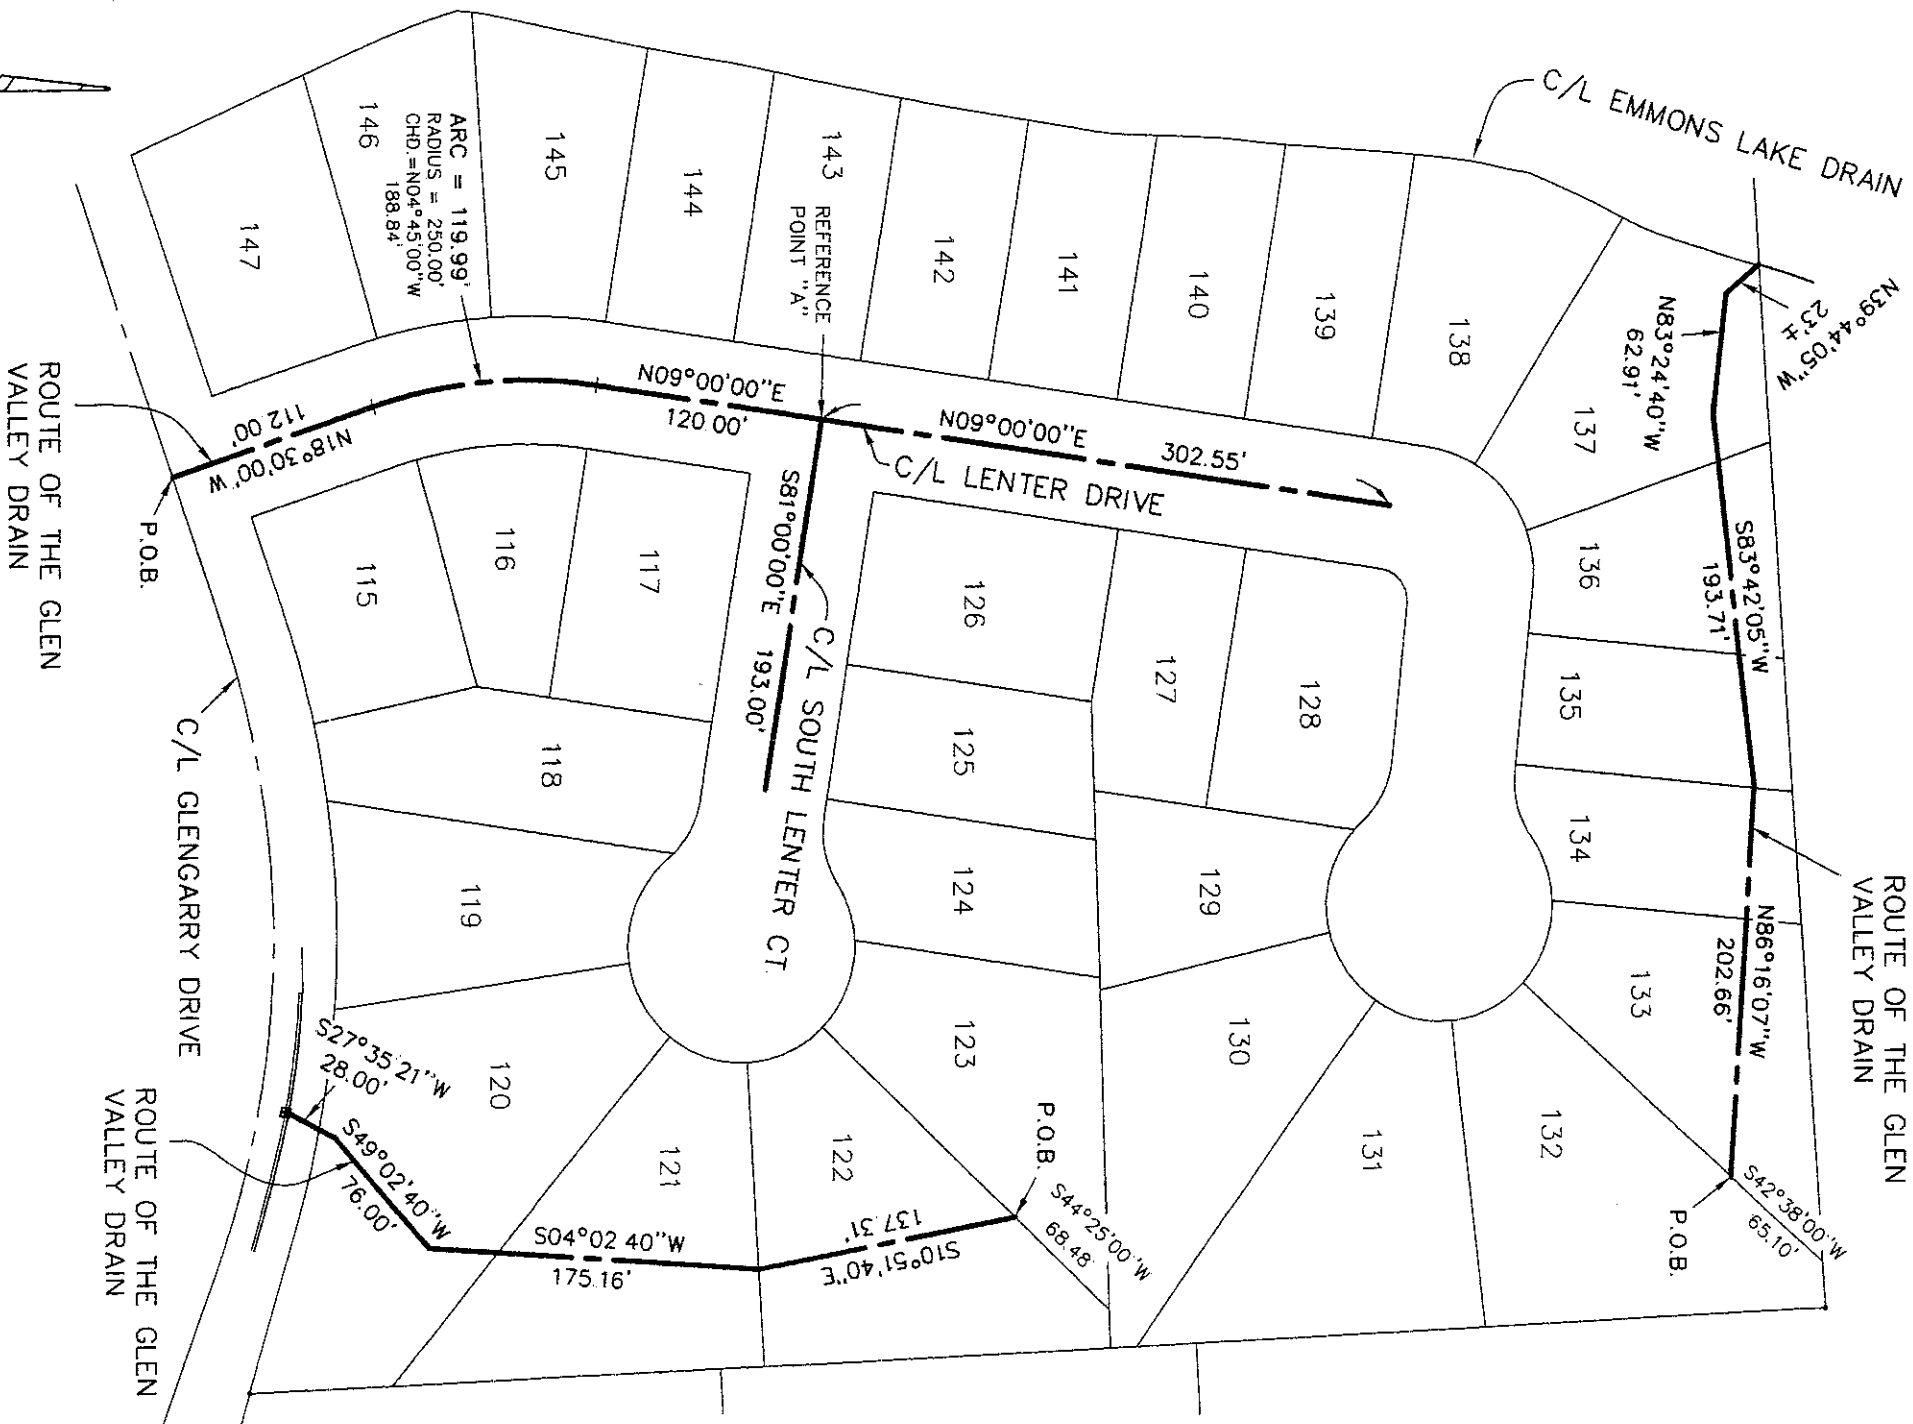 C/L EMMONS LAKE DRAIN
N39°44'05"W
23'±
N83°24'40"W
62.91'
S83°42'05"W
193.71'
ROUTE OF THE GLEN
VALLEY DRAIN
N86°16'07"W
202.66'
S42°38'00"W
65.10'
P.O.B.
147
146
145
144
143
142
141
140
139
138
137
136
135
134
133
132
131
130
129
128
127
126
125
124
123
122
121
120
119
118
117
116
115
ARC = 119.99'
RADIUS = 250.00'
CHD.=N04°45'00"W
188.84'
REFERENCE
POINT "A"
N09°00'00"E
120.00'
N09°00'00"E
302.55'
C/L LENTER DRIVE
S81°00'00"E 193.00'
C/L SOUTH LENTER CT.
N18°30'00"W
112.00'
P.O.B.
ROUTE OF THE GLEN
VALLEY DRAIN
C/L GLENGARRY DRIVE
P.O.B.
S44°25'00"W
68.48'
S10°51'40"E
137.31'
S04°02'40"W
175.16'
S49°02'40"W
76.00'
S27°35'21"W
28.00'
ROUTE OF THE GLEN
VALLEY DRAIN